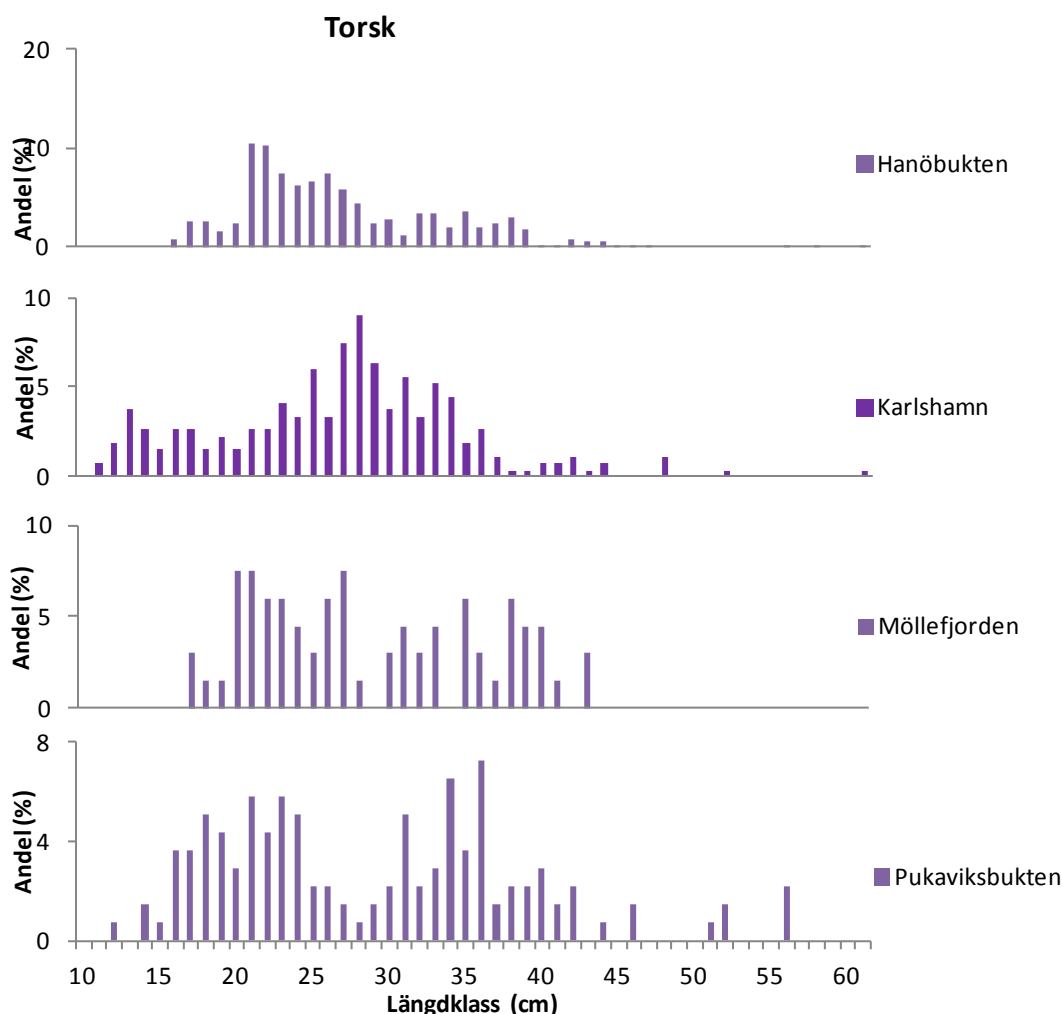 Torsk
20
10
0
Andel (%)
Hanöbukten
10
5
0
Andel (%)
Karlshamn
10
5
0
Andel (%)
Möllefjorden
8
4
0
Andel (%)
Pukaviksbukten
10 15 20 25 30 35 40 45 50 55 60
Längdklass (cm)